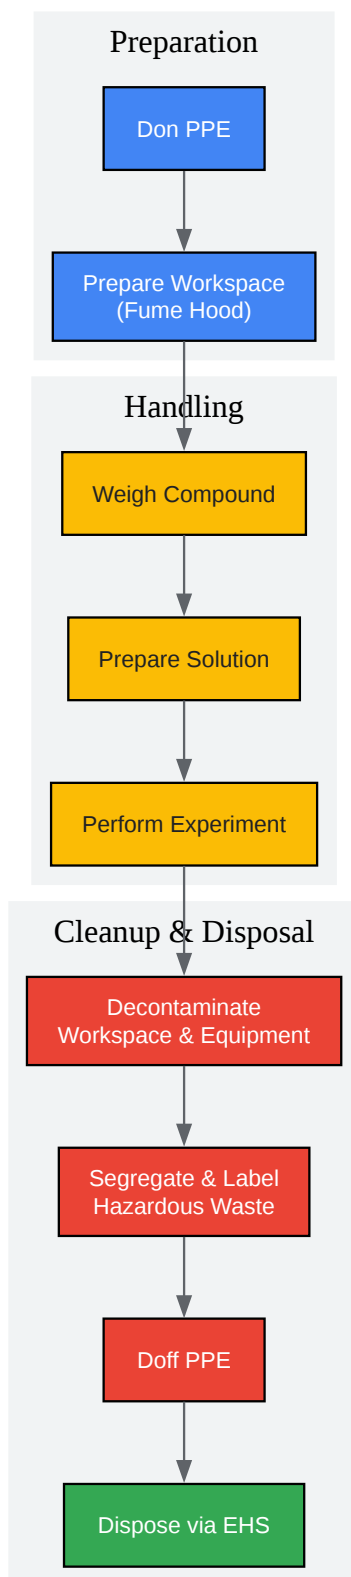 Preparation
Don PPE
Prepare Workspace
(Fume Hood)
Handling
Weigh Compound
Prepare Solution
Perform Experiment
Cleanup & Disposal
Decontaminate
Workspace & Equipment
Segregate & Label
Hazardous Waste
Doff PPE
Dispose via EHS